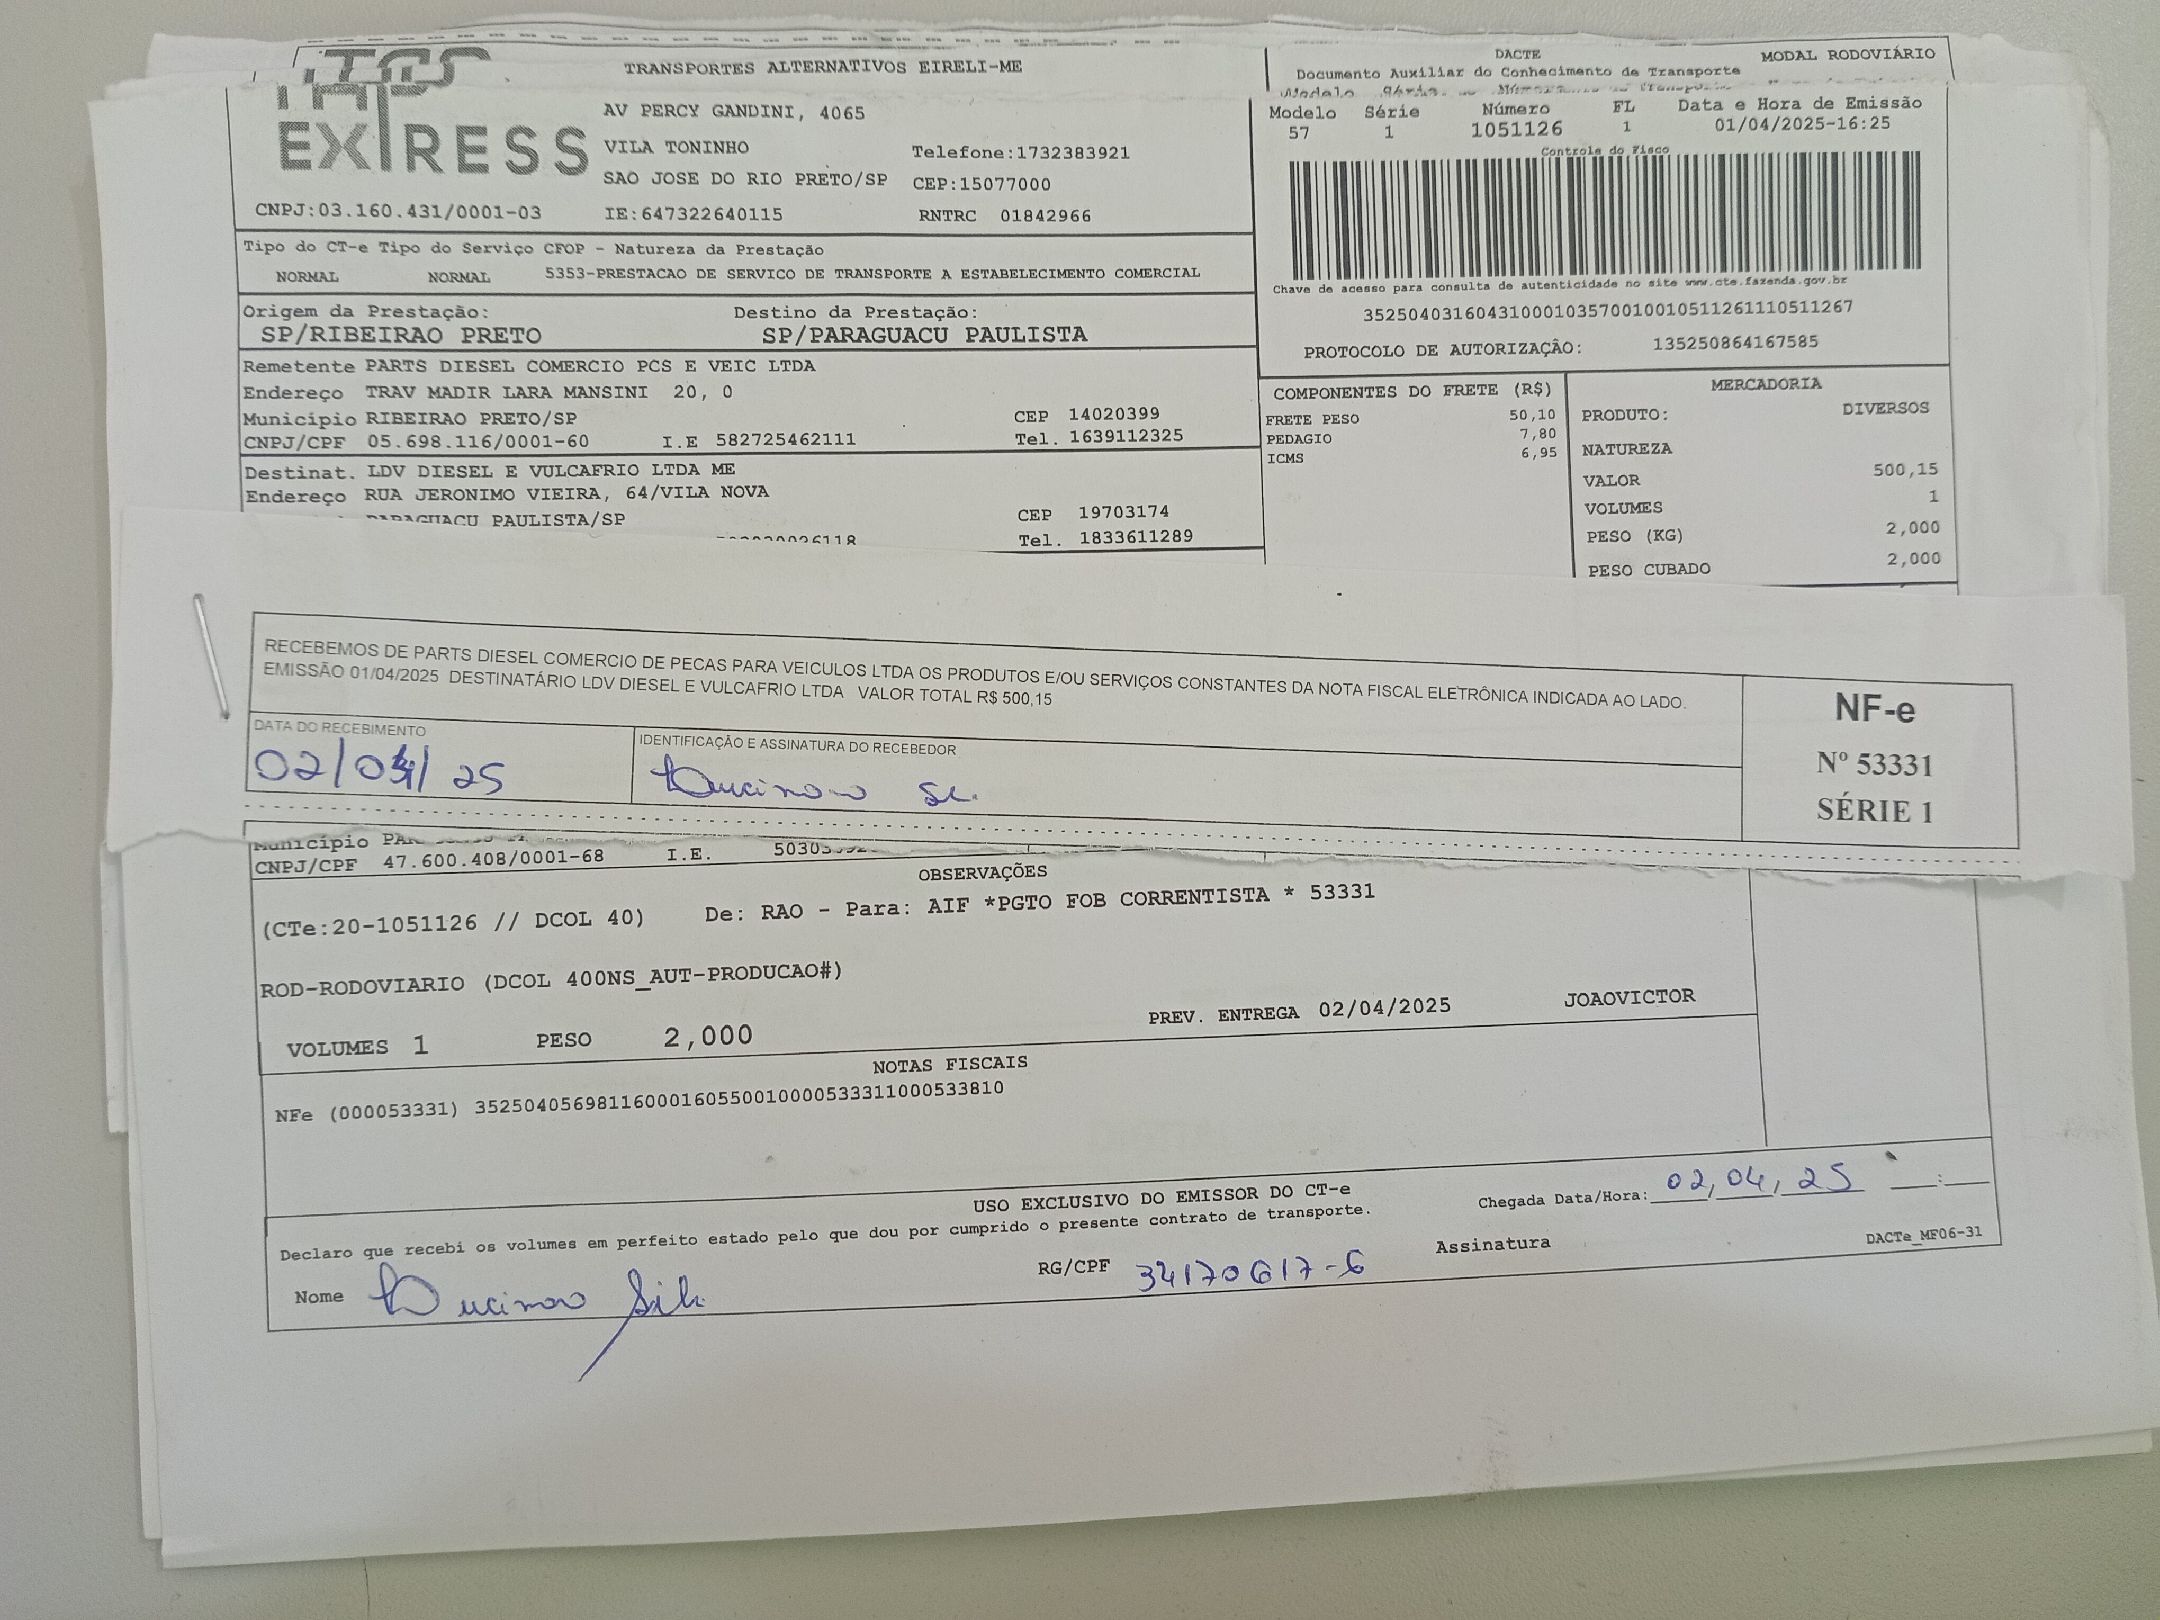 EXPRESS
TRANSPORTES ALTERNATIVOS EIRELI-ME
AV PERCY GANDINI, 4065
VILA TONINHO Telefone:1732383921
SAO JOSE DO RIO PRETO/SP CEP:15077000
CNPJ:03.160.431/0001-03 IE:647322640115 RNTRC 01842966
DACTE MODAL RODOVIÁRIO
Documento Auxiliar do Conhecimento de Transporte
Modelo Série Número FL Data e Hora de Emissão
57 1 1051126 1 01/04/2025-16:25
Controle do Fisco
Chave de acesso para consulta de autenticidade no site www.cte.fazenda.gov.br
35250403160431000103570010010511261110511267
PROTOCOLO DE AUTORIZAÇÃO: 135250864167585
Tipo do CT-e Tipo do Serviço CFOP - Natureza da Prestação
NORMAL NORMAL 5353-PRESTACAO DE SERVICO DE TRANSPORTE A ESTABELECIMENTO COMERCIAL
Origem da Prestação: Destino da Prestação:
SP/RIBEIRAO PRETO SP/PARAGUACU PAULISTA
Remetente PARTS DIESEL COMERCIO PCS E VEIC LTDA
Endereço TRAV MADIR LARA MANSINI 20, 0
Município RIBEIRAO PRETO/SP CEP 14020399
CNPJ/CPF 05.698.116/0001-60 I.E 582725462111 Tel. 1639112325
Destinat. LDV DIESEL E VULCAFRIO LTDA ME
Endereço RUA JERONIMO VIEIRA, 64/VILA NOVA
PARAGUACU PAULISTA/SP CEP 19703174
Tel. 1833611289
COMPONENTES DO FRETE (R$)
FRETE PESO 50,10
PEDAGIO 7,80
ICMS 6,95
MERCADORIA
PRODUTO: DIVERSOS
NATUREZA
VALOR 500,15
VOLUMES 1
PESO (KG) 2,000
PESO CUBADO 2,000
RECEBEMOS DE PARTS DIESEL COMERCIO DE PECAS PARA VEICULOS LTDA OS PRODUTOS E/OU SERVIÇOS CONSTANTES DA NOTA FISCAL ELETRÔNICA INDICADA AO LADO.
EMISSÃO 01/04/2025 DESTINATÁRIO LDV DIESEL E VULCAFRIO LTDA VALOR TOTAL R$ 500,15
DATA DO RECEBIMENTO
02/04/25
IDENTIFICAÇÃO E ASSINATURA DO RECEBEDOR
NF-e
Nº 53331
SÉRIE 1
Município
CNPJ/CPF 47.600.408/0001-68 I.E.
OBSERVAÇÕES
(CTe:20-1051126 // DCOL 40) De: RAO - Para: AIF *PGTO FOB CORRENTISTA * 53331
ROD-RODOVIARIO (DCOL 400NS_AUT-PRODUCAO#)
VOLUMES 1 PESO 2,000 PREV. ENTREGA 02/04/2025 JOAOVICTOR
NOTAS FISCAIS
NFe (000053331) 35250405698116000160550010000533311000533810
USO EXCLUSIVO DO EMISSOR DO CT-e
Declaro que recebi os volumes em perfeito estado pelo que dou por cumprido o presente contrato de transporte.
Chegada Data/Hora: 02,04,25 :
Nome RG/CPF 34170617-6 Assinatura
DACTe_MF06-31